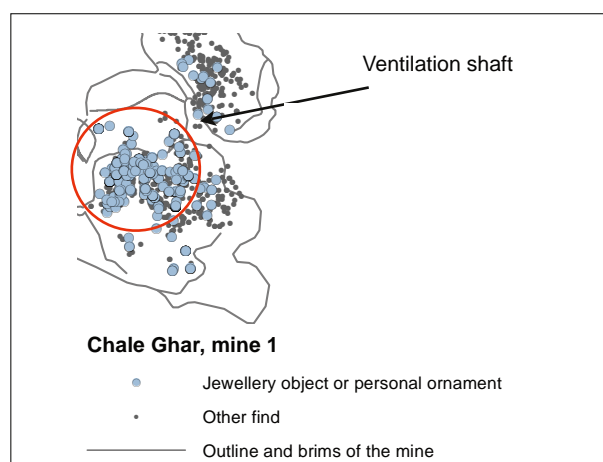 Ventilation shaft
Chale Ghar, mine 1
Jewellery object or personal ornament
Other find
Outline and brims of the mine